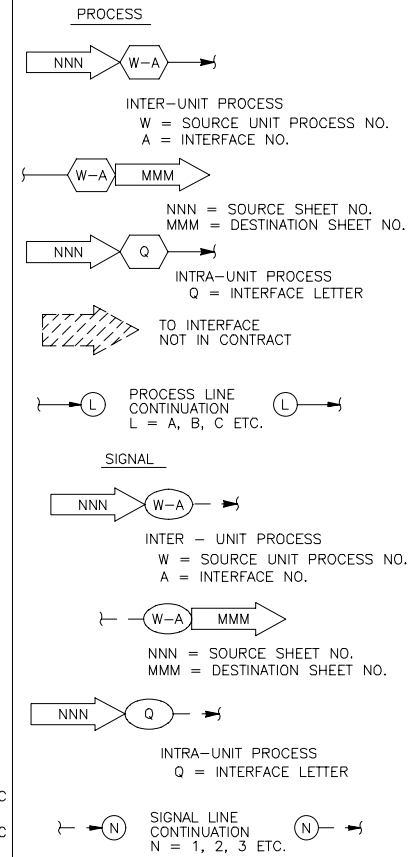 PROCESS
NNN W-A
INTER-UNIT PROCESS
W = SOURCE UNIT PROCESS NO.
A = INTERFACE NO.
W-A MMM
NNN = SOURCE SHEET NO.
MMM = DESTINATION SHEET NO.
NNN Q
INTRA-UNIT PROCESS
Q = INTERFACE LETTER
TO INTERFACE
NOT IN CONTRACT
L PROCESS LINE L
CONTINUATION
L = A, B, C ETC.
SIGNAL
NNN W-A
INTER - UNIT PROCESS
W = SOURCE UNIT PROCESS NO.
A = INTERFACE NO.
W-A MMM
NNN = SOURCE SHEET NO.
MMM = DESTINATION SHEET NO.
NNN Q
INTRA-UNIT PROCESS
Q = INTERFACE LETTER
C
C
N SIGNAL LINE N
CONTINUATION
N = 1, 2, 3 ETC.